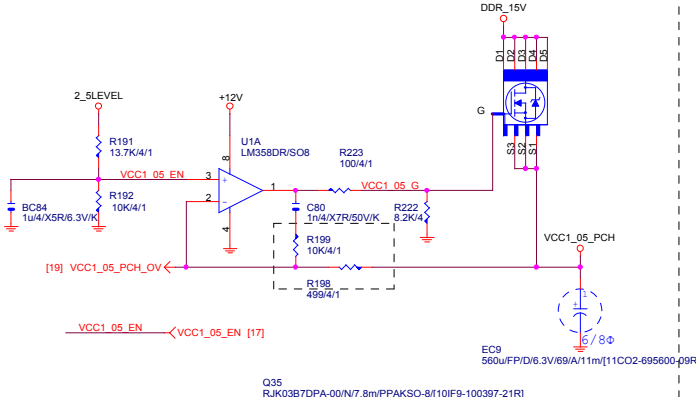 DDR_15V
D1
D2
D3
D4
D5
G
S3
S2
S1
2_5LEVEL
+12V
R191
13.7K/4/1
U1A
LM358DR/SO8
R223
100/4/1
VCC1_05_EN
8
3
+
2
-
1
4
VCC1_05_G
BC84
1u/4/X5R/6.3V/K
R192
10K/4/1
C80
1n/4/X7R/50V/K
R222
8.2K/4
R199
10K/4/1
VCC1_05_PCH
[19] VCC1_05_PCH_OV
R198
499/4/1
1
+
6/8Φ
VCC1_05_EN
VCC1_05_EN [17]
EC9
560u/FP/D/6.3V/69/A/11m/[11CO2-695600-09R
Q35
RJK03B7DPA-00/N/7.8m/PPAKSO-8/[10IF9-100397-21R]